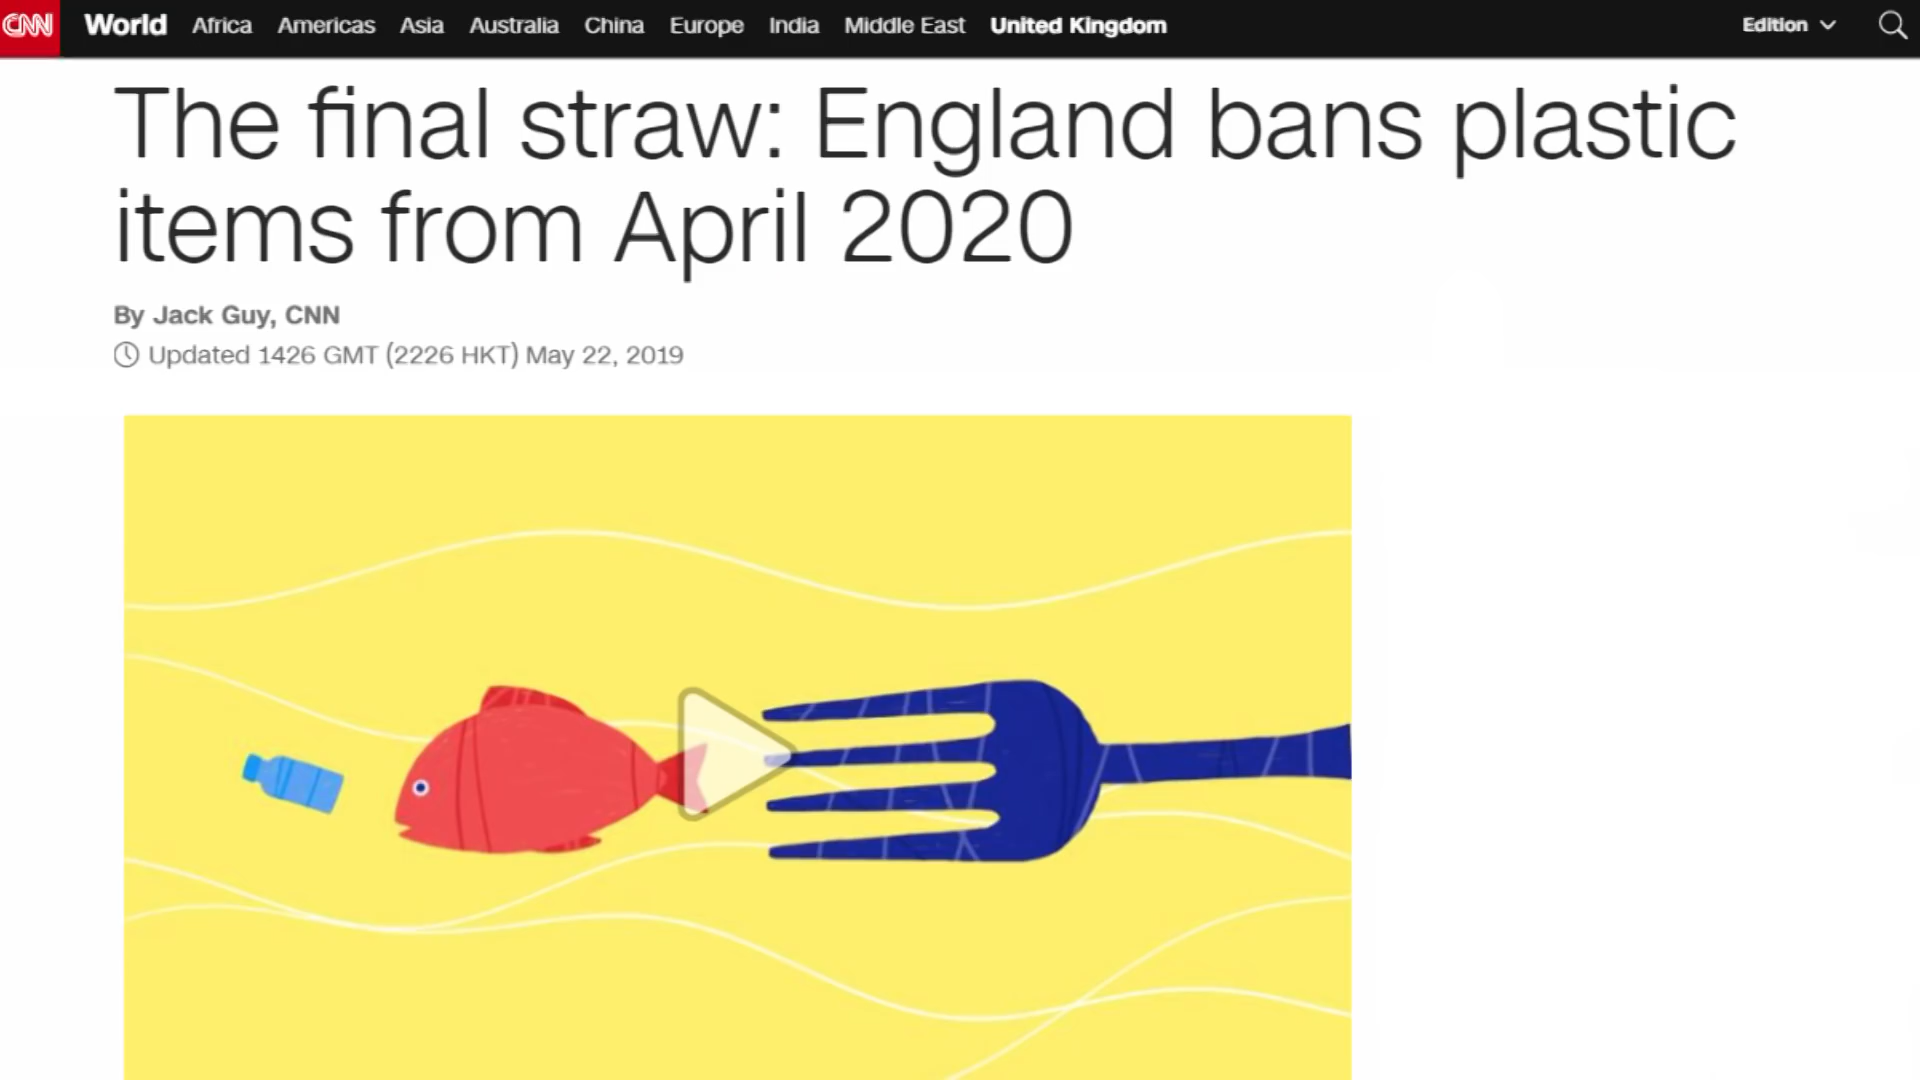 CNN World Africa Americas Asia Australia China Europe India Middle East United Kingdom Edition
The final straw: England bans plastic
items from April 2020
By Jack Guy, CNN
Updated 1426 GMT (2226 HKT) May 22, 2019